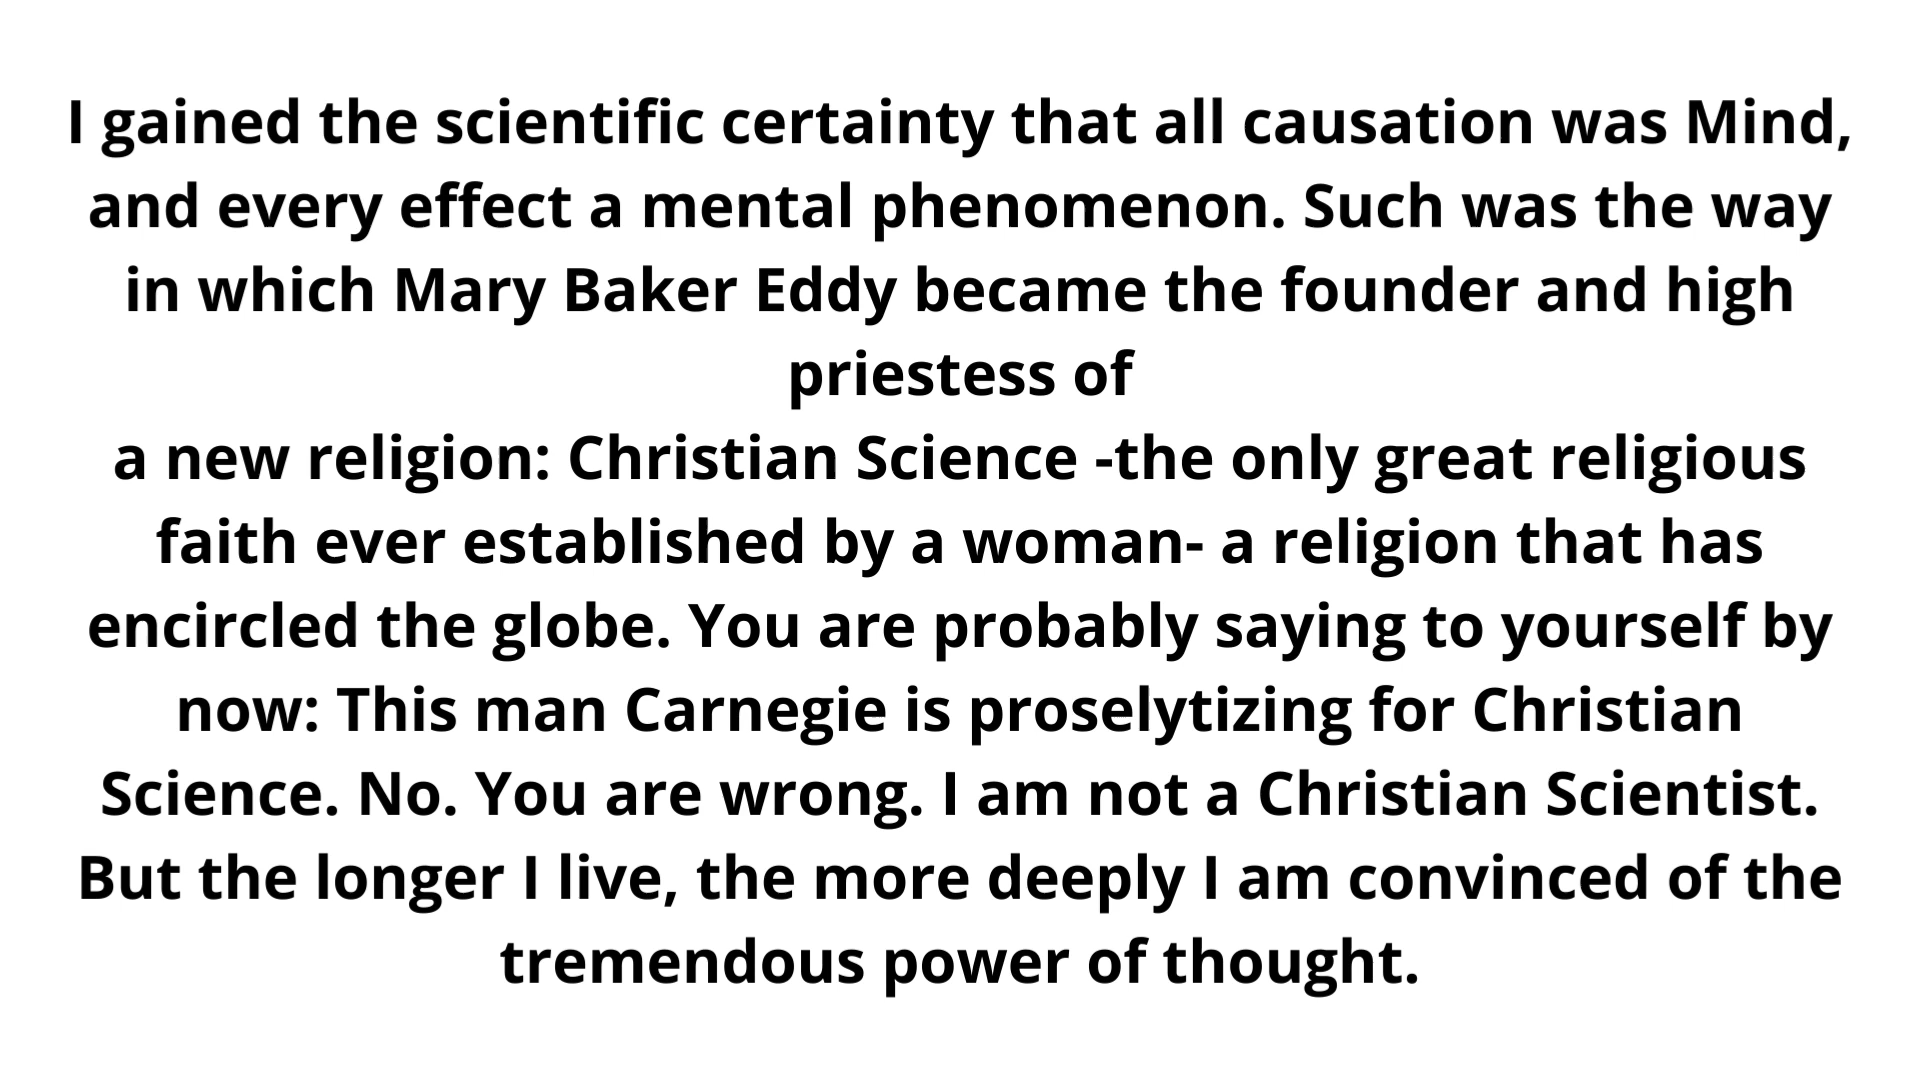 I gained the scientific certainty that all causation was Mind,
and every effect a mental phenomenon. Such was the way
in which Mary Baker Eddy became the founder and high
priestess of
a new religion: Christian Science -the only great religious
faith ever established by a woman- a religion that has
encircled the globe. You are probably saying to yourself by
now: This man Carnegie is proselytizing for Christian
Science. No. You are wrong. I am not a Christian Scientist.
But the longer I live, the more deeply I am convinced of the
tremendous power of thought.